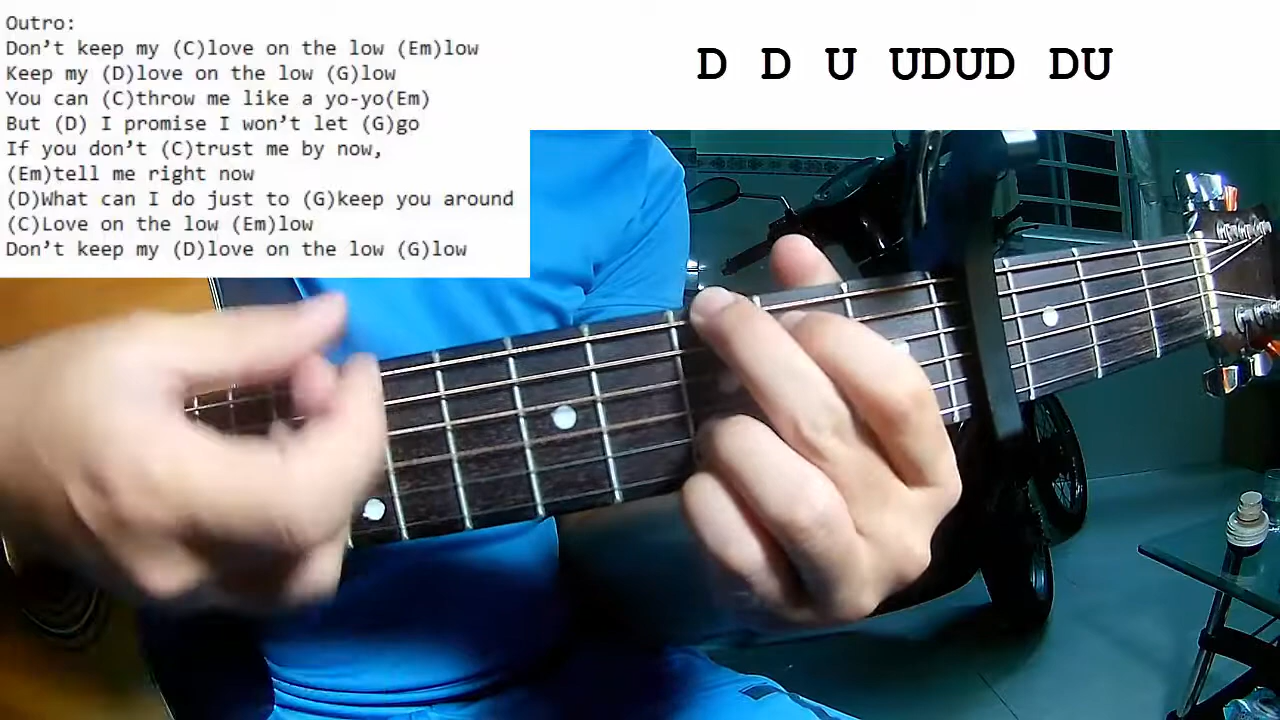 Outro:
Don't keep my (C)love on the low (Em)low
Keep my (D)love on the low (G)low
You can (C)throw me like a yo-yo(Em)
But (D) I promise I won't let (G)go
If you don't (C)trust me by now,
(Em)tell me right now
(D)What can I do just to (G)keep you around
(C)Love on the low (Em)low
Don't keep my (D)love on the low (G)low
D D U UDUD DU